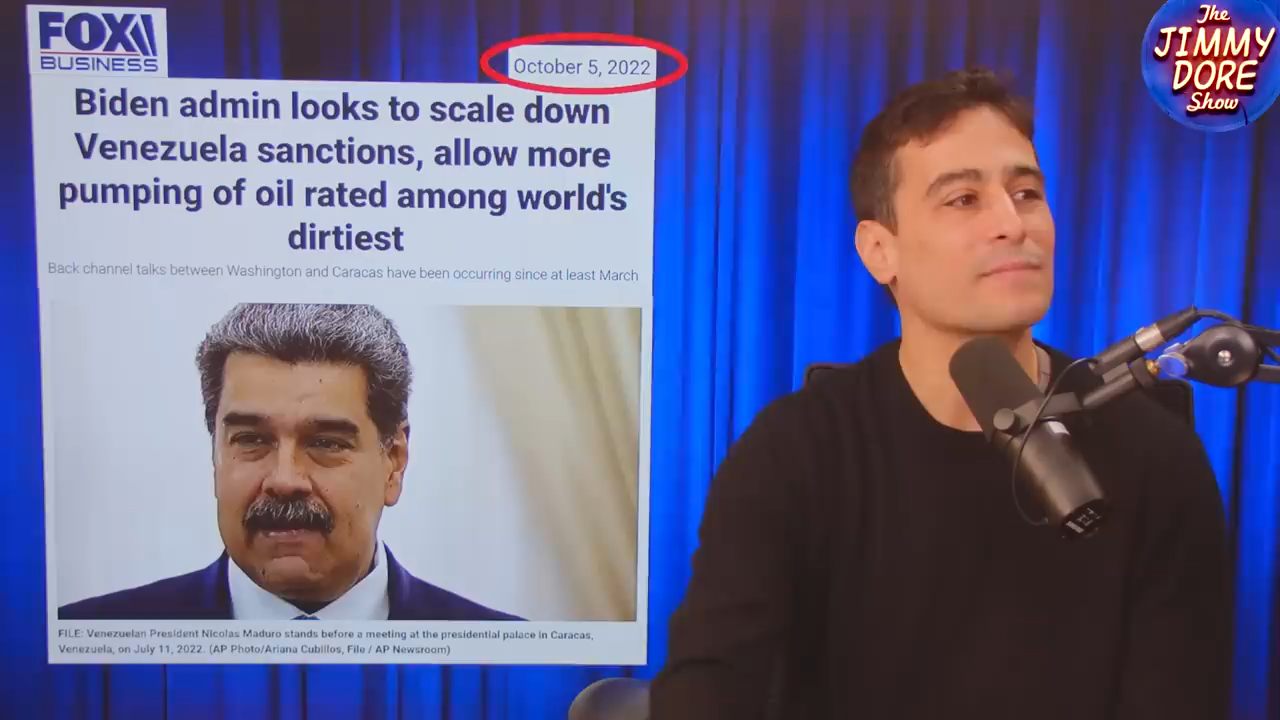 FOX
BUSINESS
October 5, 2022
Biden admin looks to scale down
Venezuela sanctions, allow more
pumping of oil rated among world's
dirtiest
Back channel talks between Washington and Caracas have been occurring since at least March
FILE: Venezuelan President Nicolas Maduro stands before a meeting at the presidential palace in Caracas,
Venezuela, on July 11, 2022. (AP Photo/Ariana Cubillos, File / AP Newsroom)
The
JIMMY
DORE
Show